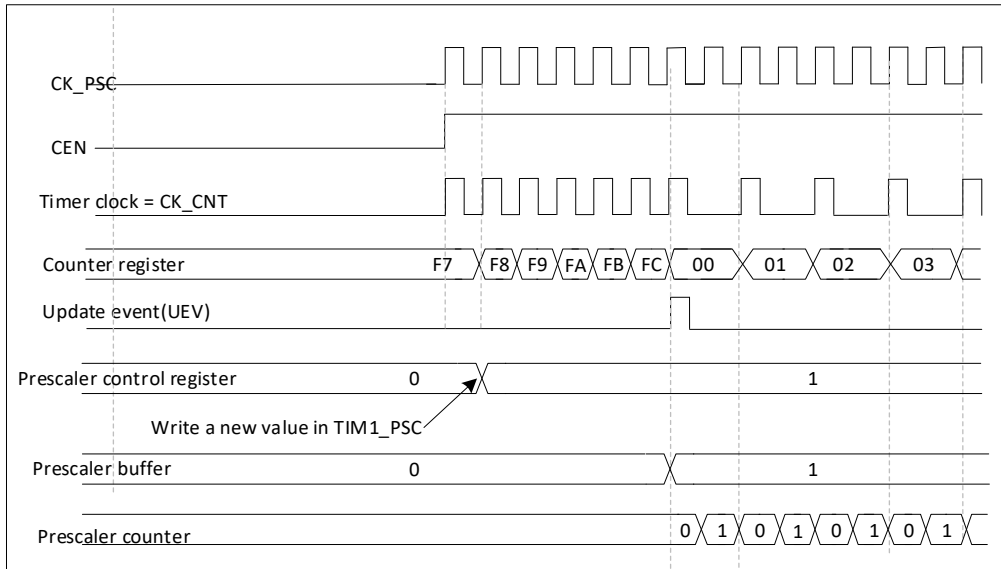 CK_PSC
CEN
Timer clock = CK_CNT
Counter register F7 F8 F9 FA FB FC 00 01 02 03
Update event(UEV)
Prescaler control register 0 1
Write a new value in TIM1_PSC
Prescaler buffer 0 1
Prescaler counter 0 1 0 1 0 1 0 1